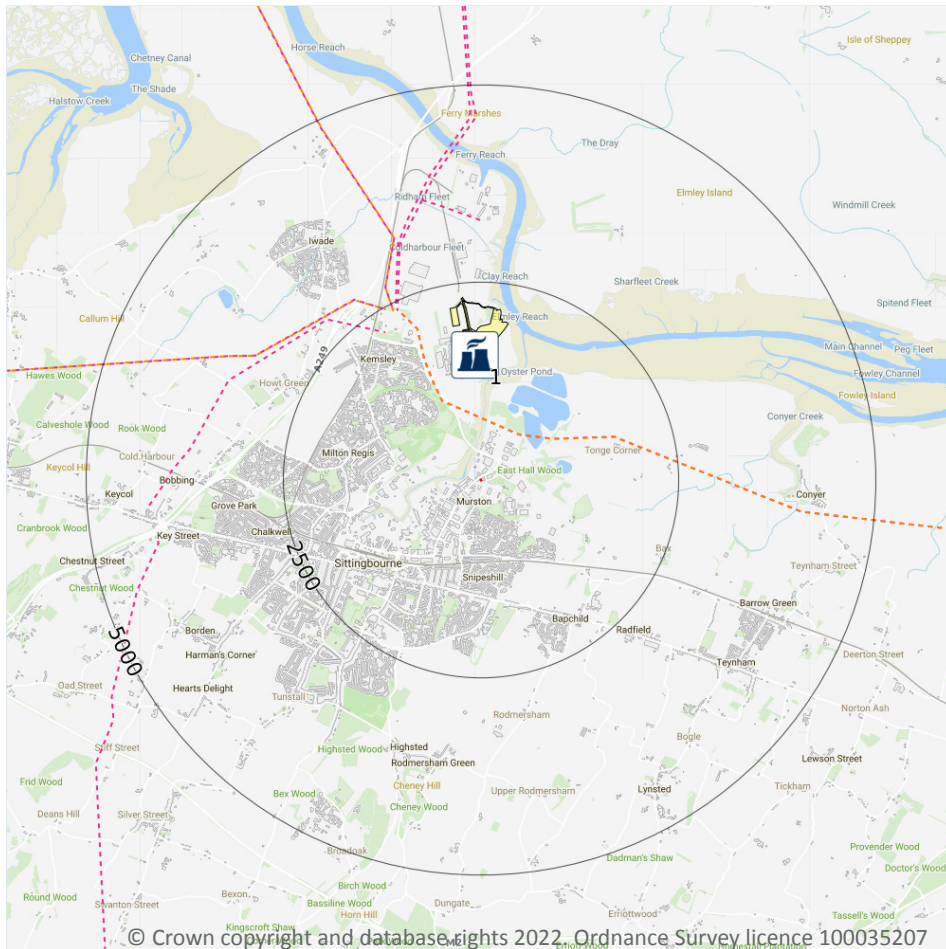 Isle of Sheppey
Horse Reach
Chetney Canal
The Shade
Halstow Creek
Ferry Marshes
The Dray
Ferry Reach
Elmley Island
Ridham Fleet
Windmill Creek
Iwade
Coldharbour Fleet
Clay Reach
Sharfleet Creek
Spitend Fleet
Callum Hill
Elmley Reach
Main Channel
Peg Fleet
A249
Kemsley
Oyster Pond
1
Fowley Channel
Hawes Wood
Howt Green
Fowley Island
Conyer Creek
Calveshole Wood
Rook Wood
Cold Harbour
Milton Regis
Tonge Corner
Keycol Hill
Bobbing
East Hall Wood
Keycol
Conyer
Grove Park
Murston
Cranbrook Wood
Key Street
Chalkwell
2500
Bax
Chestnut Street
Sittingbourne
Teynham Street
Snipeshill
Chestnut Wood
Barrow Green
Bapchild
Radfield
Borden
5000
Harman's Corner
Deerton Street
Teynham
Oad Street
Hearts Delight
Tunstall
Norton Ash
Rodmersham
Bogle
Stiff Street
Highsted Wood
Highsted
Rodmersham Green
Lewson Street
Frid Wood
Cheney Hill
Tickham
Bex Wood
Upper Rodmersham
Lynsted
Cheney Wood
Deans Hill
Silver Street
Provender Wood
Broadoak
Dadman's Shaw
Doctor's Wood
Round Wood
Birch Wood
Bexon
Bassiline Wood
Dungate
Swanton Street
Horn Hill
Erriottwood
Tassell's Wood
Kingscroft Shaw
M2
© Crown copyright and database rights 2022. Ordnance Survey licence 100035207